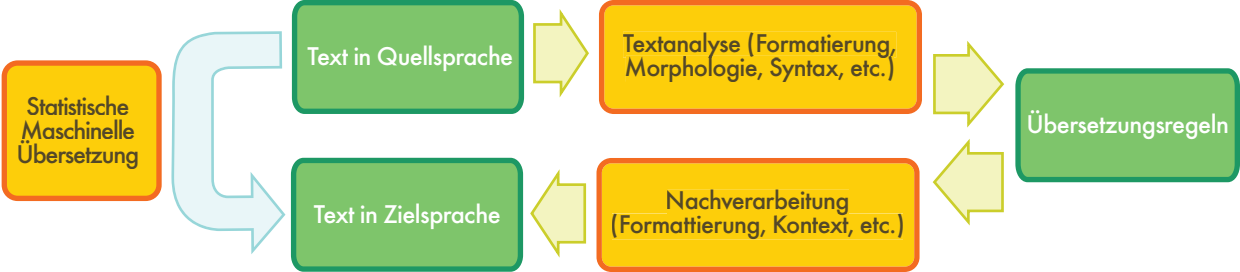 Statistische
Maschinelle
Übersetzung
Text in Quellsprache
Textanalyse (Formatierung,
Morphologie, Syntax, etc.)
Übersetzungsregeln
Nachverarbeitung
(Formattierung, Kontext, etc.)
Text in Zielsprache